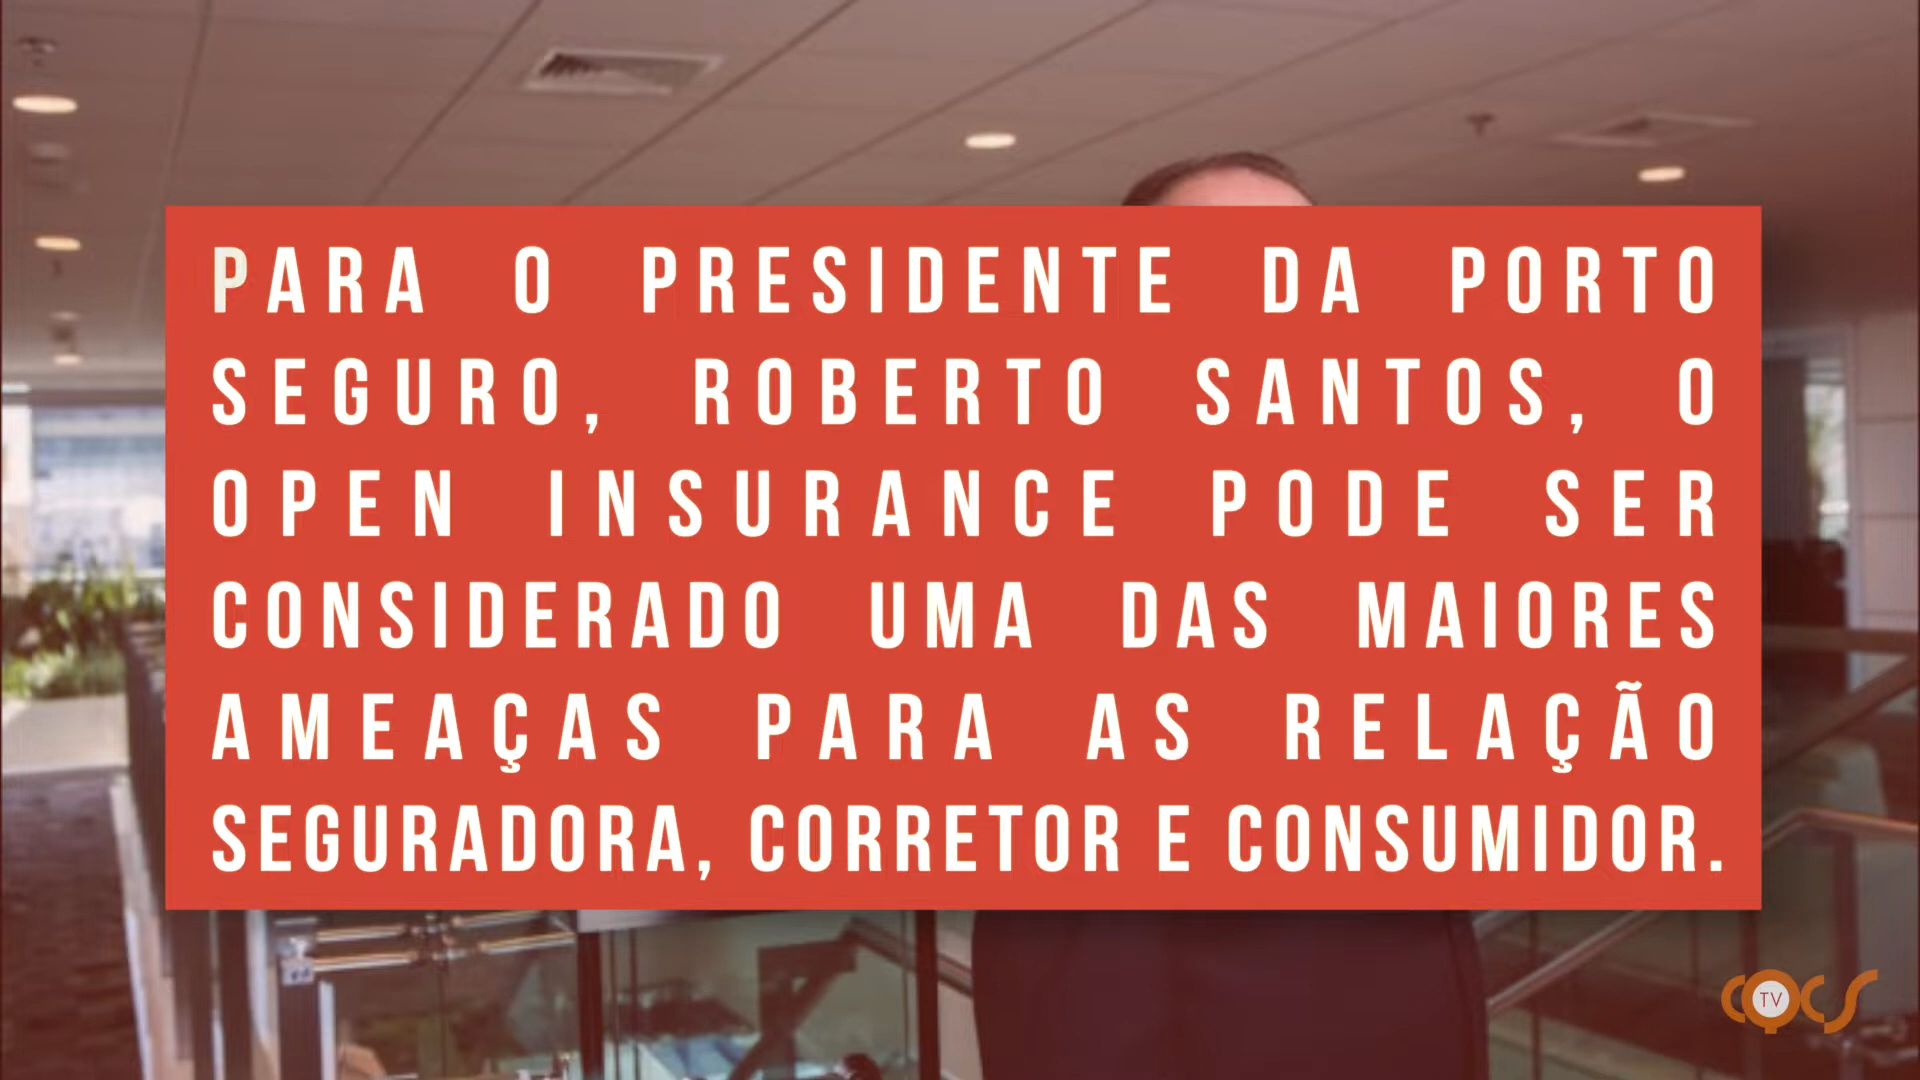 PARA O PRESIDENTE DA PORTO
SEGURO, ROBERTO SANTOS, O
OPEN INSURANCE PODE SER
CONSIDERADO UMA DAS MAIORES
AMEAÇAS PARA AS RELAÇÃO
SEGURADORA, CORRETOR E CONSUMIDOR.
CQCS
TV